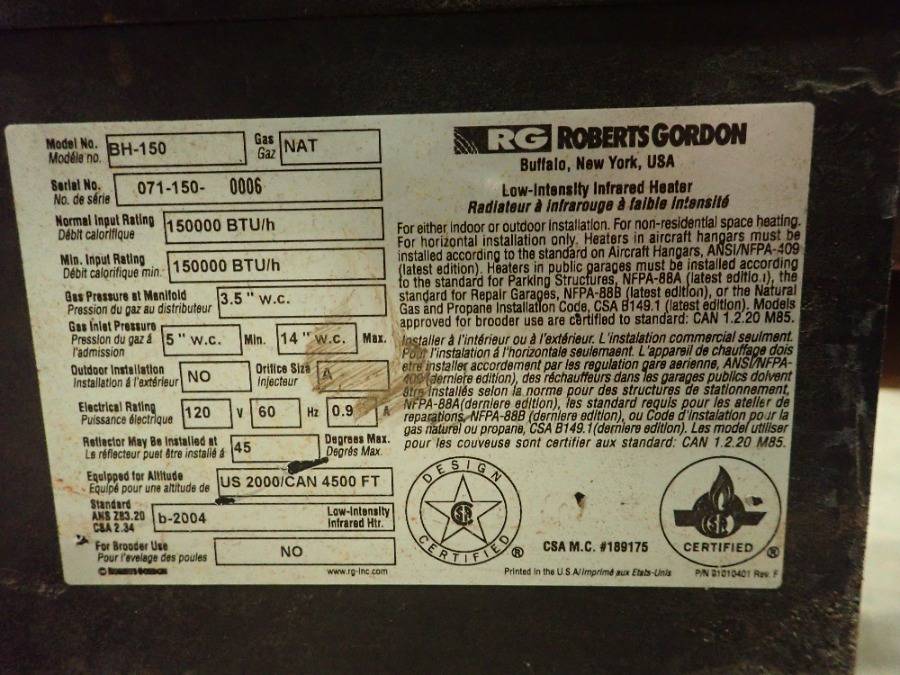 Model No. BH-150 Gas NAT
Modèle no. Gaz
Serial No. 071-150- 0006
No. de série
Normal Input Rating 150000 BTU/h
Débit calorifique
Min. Input Rating 150000 BTU/h
Débit calorifique min.
Gas Pressure at Manifold 3.5 " w.c.
Pression du gaz au distributeur
Gas Inlet Pressure 5 " w.c. Min. 14 " w.c. Max.
Pression du gaz á l'admission
Outdoor Installation NO Orifice Size A
Installation á l'extérieur Injecteur
Electrical Rating 120 V 60 Hz 0.9 A
Puissance électrique
Reflector May Be Installed at 45 Degrees Max.
Le réflecteur puet être installé á Degrés Max.
Equipped for Altitude US 2000/CAN 4500 FT
Equipé pour une altitude de
Standard
ANS Z83.20 b-2004 Low-Intensity
CSA 2.34 Infrared Htr.
For Brooder Use NO
Pour l'evelage des poules
© ROBERTS-GORDON www.rg-inc.com
RG ROBERTS GORDON
Buffalo, New York, USA
Low-Intensity Infrared Heater
Radiateur à infrarouge à faible intensité
For either indoor or outdoor installation. For non-residential space heating.
For horizontal installation only. Heaters in aircraft hangars must be
installed according to the standard on Aircraft Hangars, ANSI/NFPA-409
(latest edition). Heaters in public garages must be installed according
to the standard for Parking Structures, NFPA-88A (latest edition), the
standard for Repair Garages, NFPA-88B (latest edition), or the Natural
Gas and Propane Installation Code, CSA B149.1 (latest edition). Models
approved for brooder use are certified to standard: CAN 1.2.20 M85.
Installer à l'intérieur ou à l'extérieur. L'instalation commercial seulment.
Pour l'instalation á l'horizontale seulemaent. L'appareil de chauffage dois
etre installer accordement par les regulation gare aerienne, ANSI/NFPA-
409(derniere edition), des réchauffeurs dans les garages publics doivent
être installés selon la norme pour des structures de stationnement,
NFPA-88A(derniere edition), les standard requis pour les atelier de
reparations, NFPA-88B (derniere edition), ou Code d'instalation pour la
gas naturel ou propane, CSA B149.1(derniere edition). Les model utiliser
pour les couveuse sont certifier aux standard: CAN 1.2.20 M85.
DESIGN
CERTIFIED ®
CSA M.C. #189175
CERTIFIED ®
Printed in the U.S.A/Imprimé aux Etats-Unis P/N 91010401 Rev. F